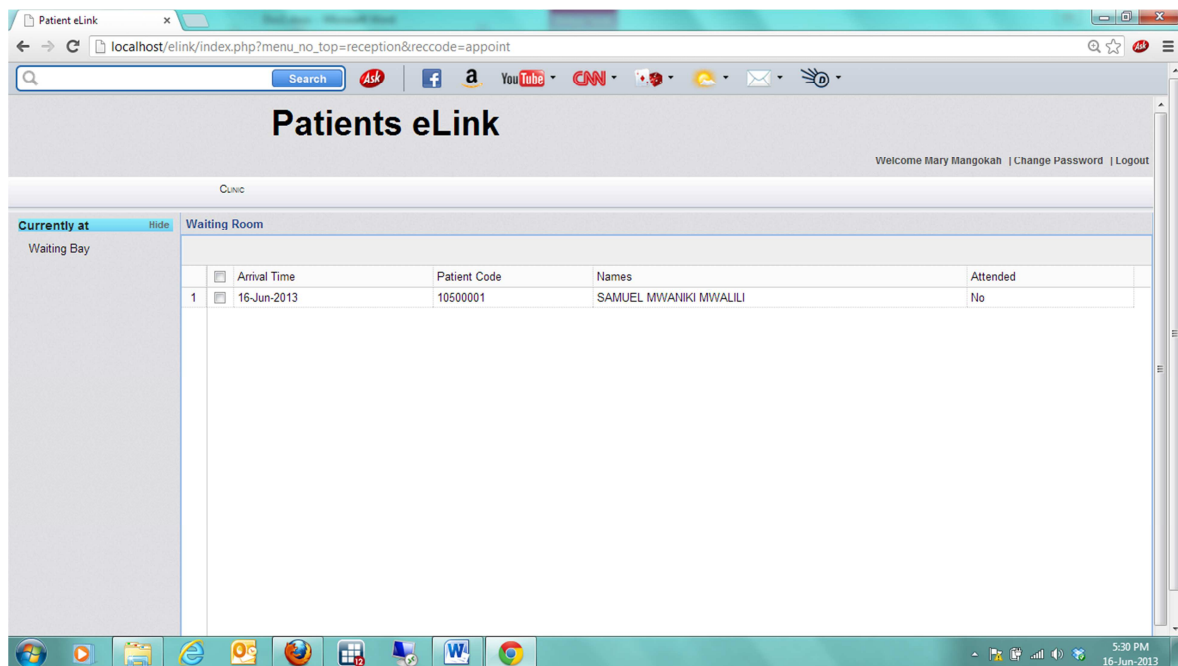 Patient eLink
localhost/elink/index.php?menu_no_top=reception&reccode=appoint
Search Ask a YouTube CNN
Patients eLink
Welcome Mary Mangokah | Change Password | Logout
CLINIC
Currently at Hide
Waiting Room
Waiting Bay
Arrival Time Patient Code Names Attended
1 16-Jun-2013 10500001 SAMUEL MWANIKI MWALILI No
12
5:30 PM
16-Jun-2013